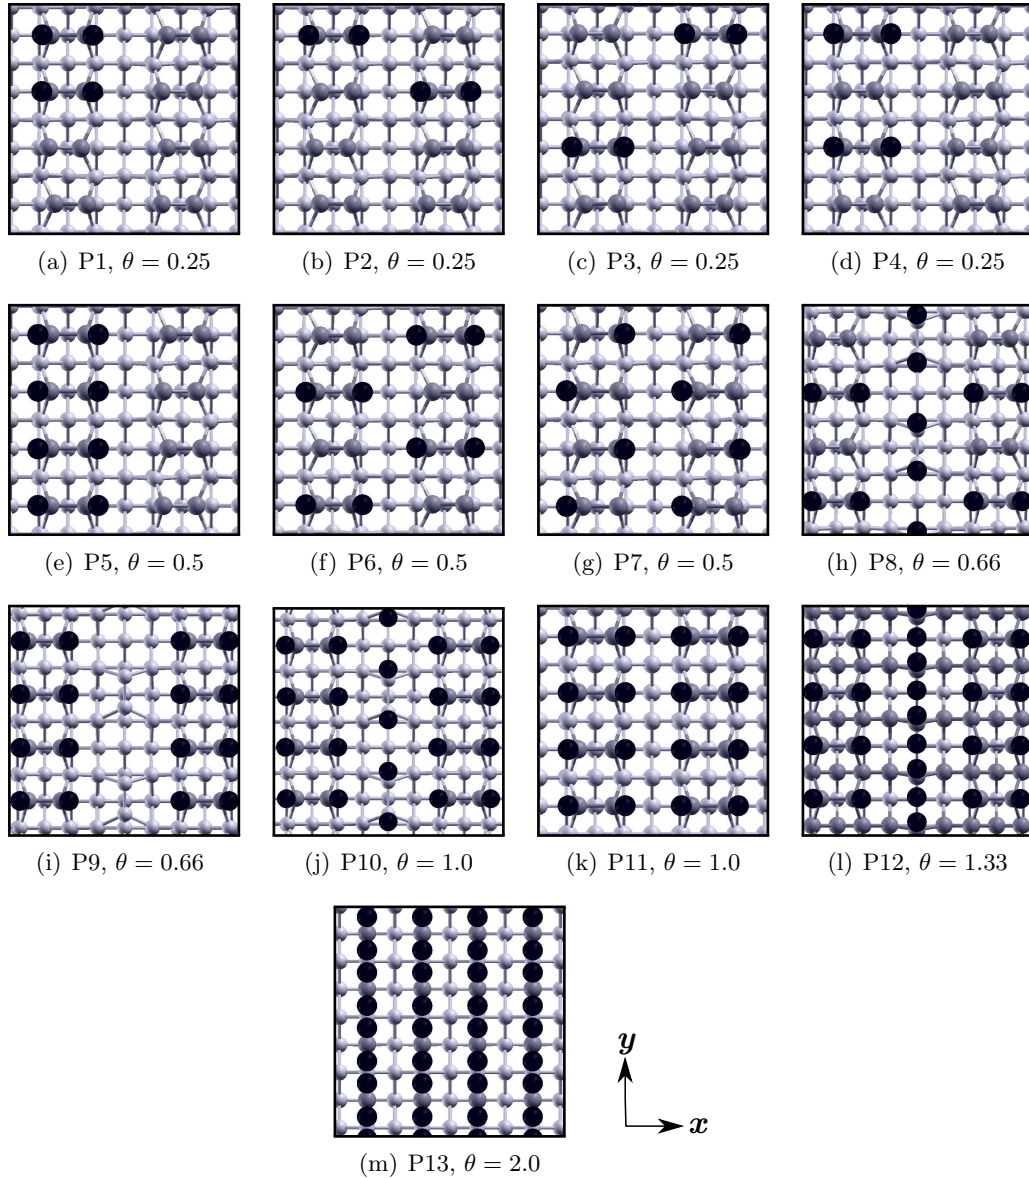 (a) P1, θ = 0.25
(b) P2, θ = 0.25
(c) P3, θ = 0.25
(d) P4, θ = 0.25
(e) P5, θ = 0.5
(f) P6, θ = 0.5
(g) P7, θ = 0.5
(h) P8, θ = 0.66
(i) P9, θ = 0.66
(j) P10, θ = 1.0
(k) P11, θ = 1.0
(l) P12, θ = 1.33
y
x
(m) P13, θ = 2.0